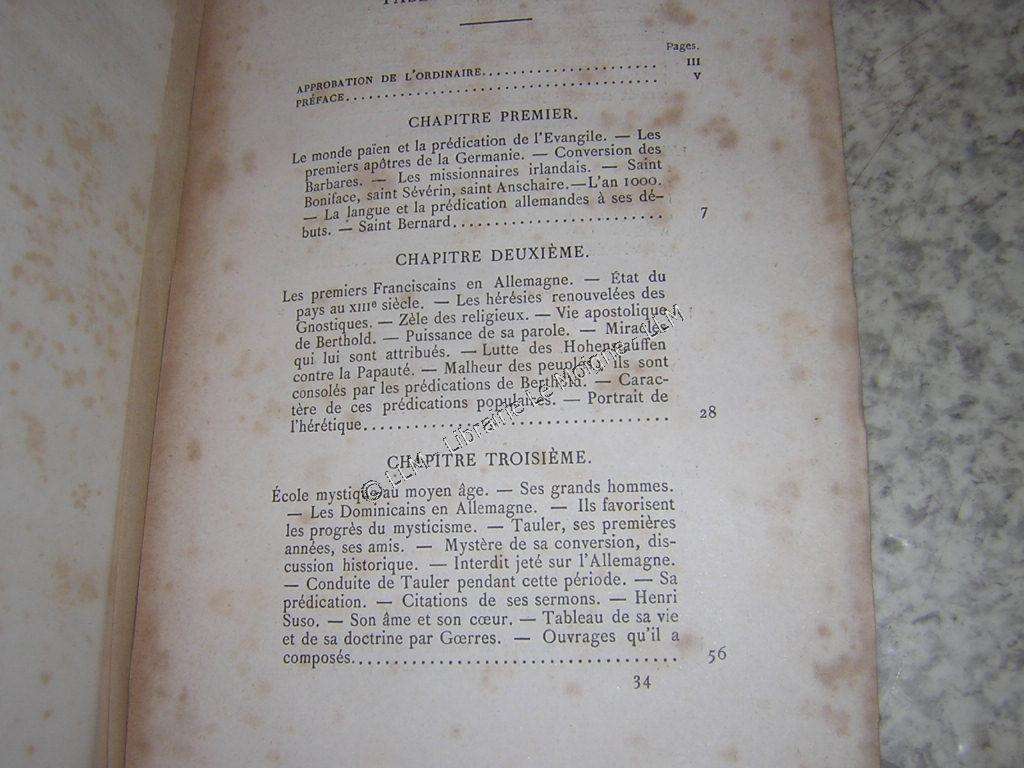 Pages.
APPROBATION DE L'ORDINAIRE........................ III
PRÉFACE........................................ V
CHAPITRE PREMIER.
Le monde païen et la prédication de l'Evangile. — Les
premiers apôtres de la Germanie. — Conversion des
Barbares. — Les missionnaires irlandais. — Saint
Boniface, saint Sévérin, saint Anschaire.—L'an 1000.
— La langue et la prédication allemandes à ses dé-
buts. — Saint Bernard........................ 7
CHAPITRE DEUXIÈME.
Les premiers Franciscains en Allemagne. — État du
pays au XIIIe siècle. — Les hérésies renouvelées des
Gnostiques. — Zèle des religieux. — Vie apostolique
de Berthold. — Puissance de sa parole. — Miracles
qui lui sont attribués. — Lutte des Hohenstauffen
contre la Papauté. — Malheur des peuples, ils sont
consolés par les prédications de Berthold. — Carac-
tère de ces prédications populaires. — Portrait de
l'hérétique.................................. 28
CHAPITRE TROISIÈME.
École mystique au moyen âge. — Ses grands hommes.
— Les Dominicains en Allemagne. — Ils favorisent
les progrès du mysticisme. — Tauler, ses premières
années, ses amis. — Mystère de sa conversion, dis-
cussion historique. — Interdit jeté sur l'Allemagne.
— Conduite de Tauler pendant cette période. — Sa
prédication. — Citations de ses sermons. — Henri
Suso. — Son âme et son cœur. — Tableau de sa vie
et de sa doctrine par Gœrres. — Ouvrages qu'il a
composés.................................... 56
34
© LLM - Librairie Le Moigne - LLM